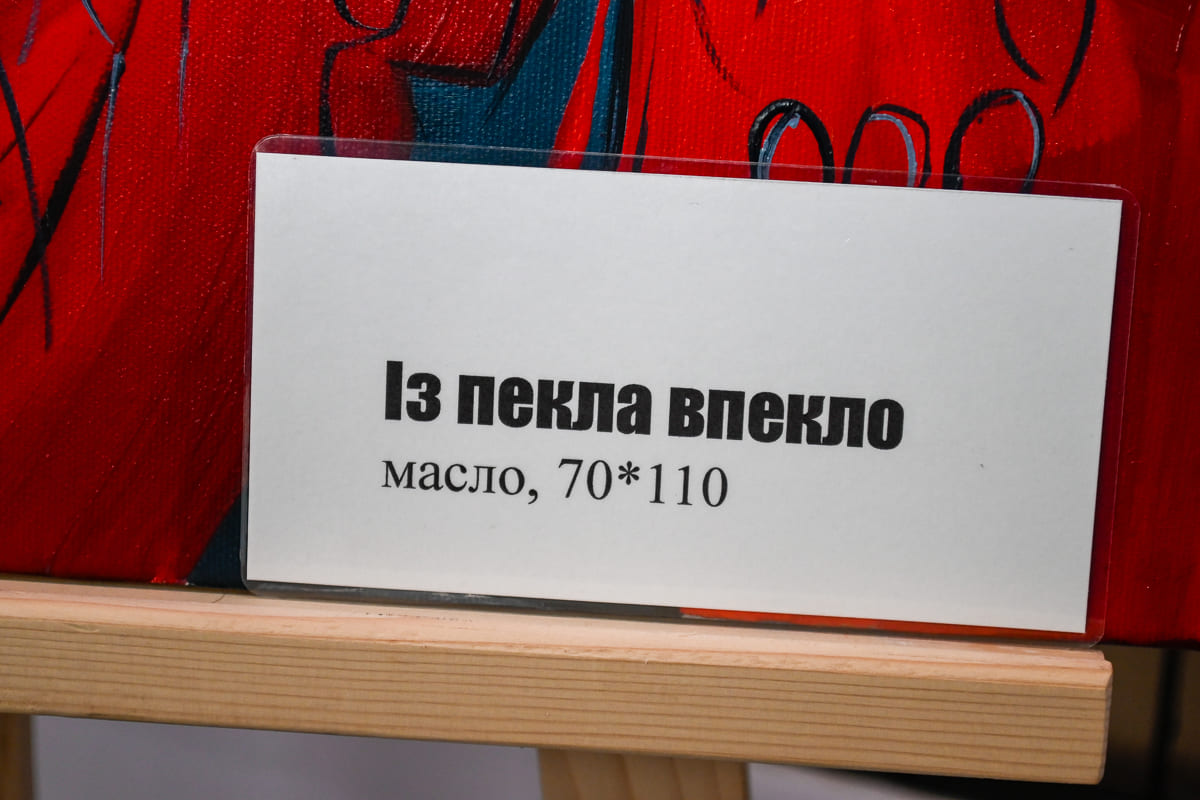 Із пекла впекло
масло, 70*110